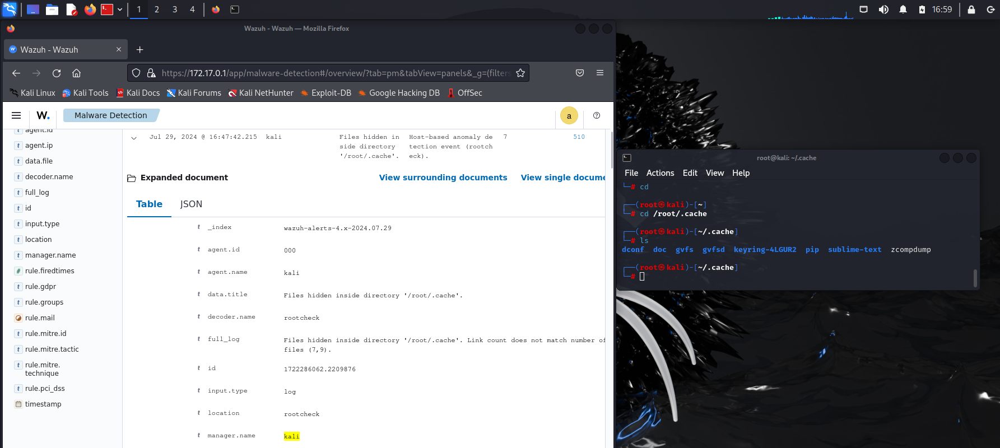 1 2 3 4
16:59
Wazuh - Wazuh — Mozilla Firefox
Wazuh - Wazuh
https://172.17.0.1/app/malware-detection#/overview/?tab=pm&tabView=panels&_g=(filters
Kali Linux Kali Tools Kali Docs Kali Forums Kali NetHunter Exploit-DB Google Hacking DB OffSec
W. Malware Detection a
agent.id
agent.ip
data.file
decoder.name
full_log
id
input.type
location
manager.name
rule.firedtimes
rule.gdpr
rule.groups
rule.mail
rule.mitre.id
rule.mitre.tactic
rule.mitre.
technique
rule.pci_dss
timestamp
Jul 29, 2024 @ 16:47:42.215 kali Files hidden in Host-based anomaly de 7 510
side directory tection event (rootch
'/root/.cache'. eck).
Expanded document View surrounding documents View single docume
Table JSON
t _index wazuh-alerts-4.x-2024.07.29
t agent.id 000
t agent.name kali
t data.title Files hidden inside directory '/root/.cache'.
t decoder.name rootcheck
t full_log Files hidden inside directory '/root/.cache'. Link count does not match number of
files (7,9).
t id 1722286062.2209876
t input.type log
t location rootcheck
t manager.name kali
root@kali: ~/.cache
File Actions Edit View Help
└─# cd
┌──(root㉿kali)-[~]
└─# cd /root/.cache
┌──(root㉿kali)-[~/.cache]
└─# ls
dconf doc gvfs gvfsd keyring-4LGUR2 pip sublime-text zcompdump
┌──(root㉿kali)-[~/.cache]
└─#